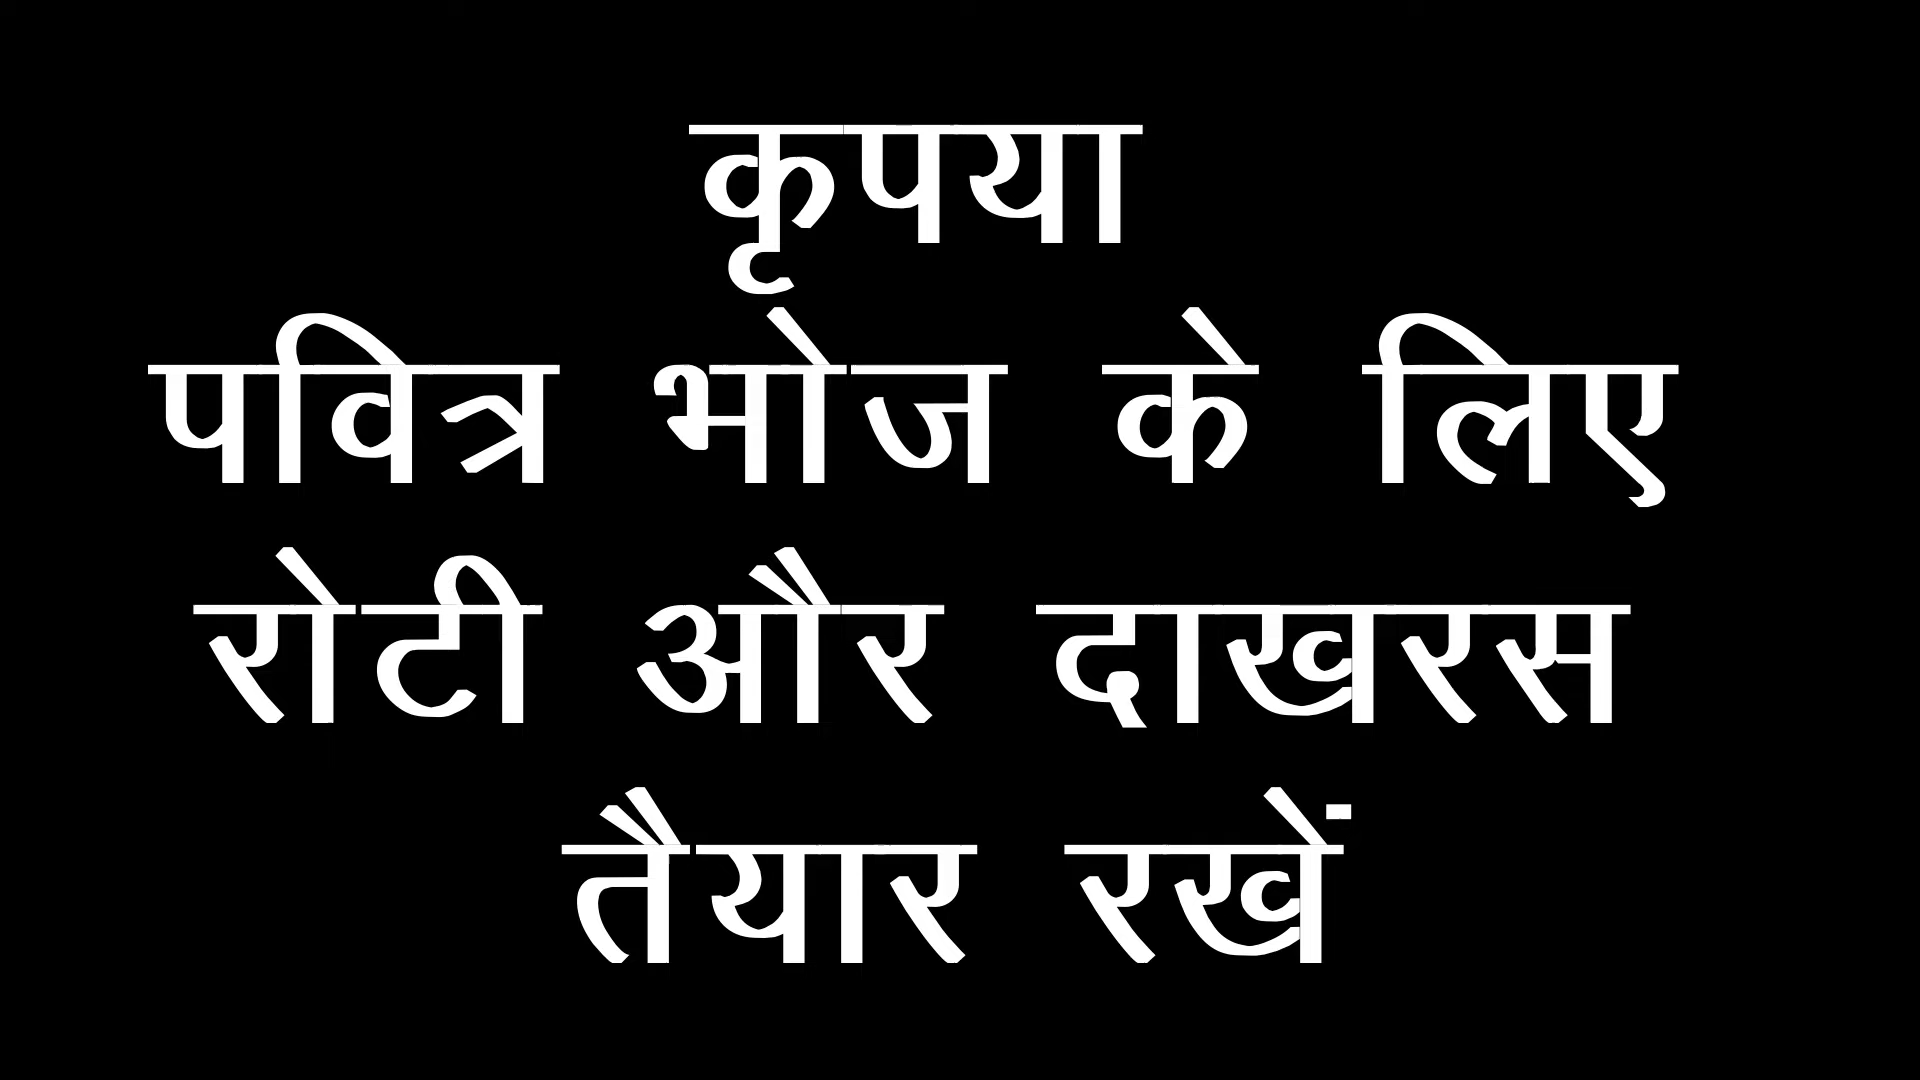 कृपया
पवित्र भोज के लिए
रोटी और दाखरस
तैयार रखें